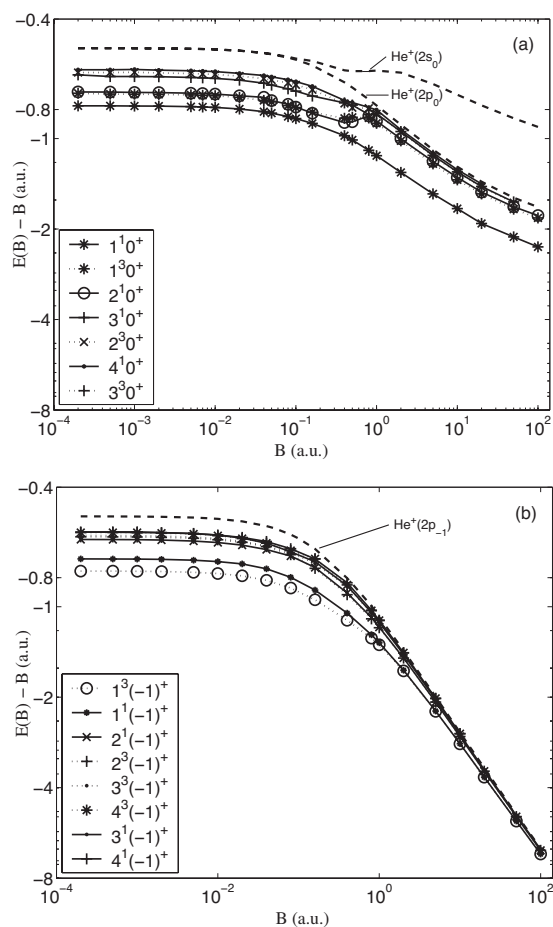 −0.4
(a)
He⁺(2s₀)
−0.8
He⁺(2p₀)
−1
E(B) − B (a.u.)
1¹0⁺
−2
1³0⁺
2¹0⁺
3¹0⁺
−4
2³0⁺
4¹0⁺
3³0⁺
−8
10⁻⁴ 10⁻³ 10⁻² 10⁻¹ 10⁰ 10¹ 10²
B (a.u.)
−0.4
(b)
He⁺(2p₋₁)
−0.8
−1
E(B) − B (a.u.)
−2
1³(−1)⁺
1¹(−1)⁺
2¹(−1)⁺
−4
2³(−1)⁺
3³(−1)⁺
4³(−1)⁺
3¹(−1)⁺
4¹(−1)⁺
−8
10⁻⁴ 10⁻² 10⁰ 10²
B (a.u.)